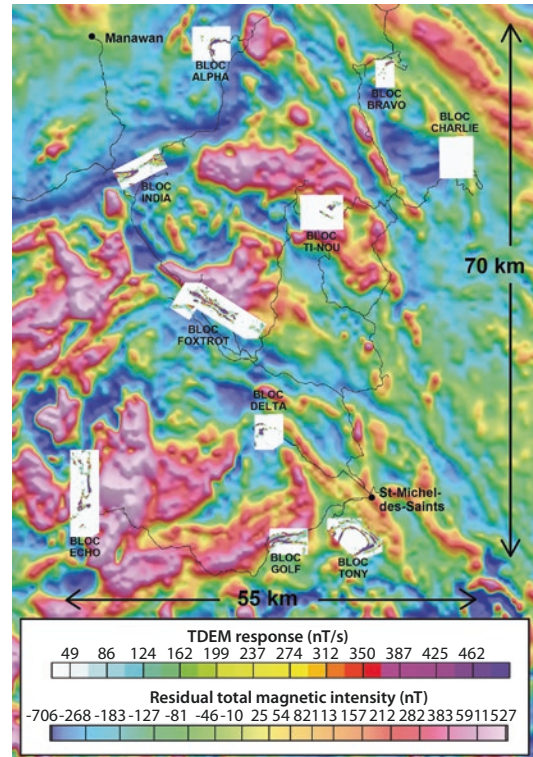 Manawan
BLOC
ALPHA
BLOC
BRAVO
BLOC
CHARLIE
BLOC
INDIA
BLOC
TI-NOU
70 km
BLOC
FOXTROT
BLOC
DELTA
St-Michel-
des-Saints
BLOC
ECHO
BLOC
GOLF
BLOC
TONY
55 km
TDEM response (nT/s)
49 86 124 162 199 237 274 312 350 387 425 462
Residual total magnetic intensity (nT)
-706 -268 -183 -127 -81 -46 -10 25 54 82 113 157 212 282 383 591 1527